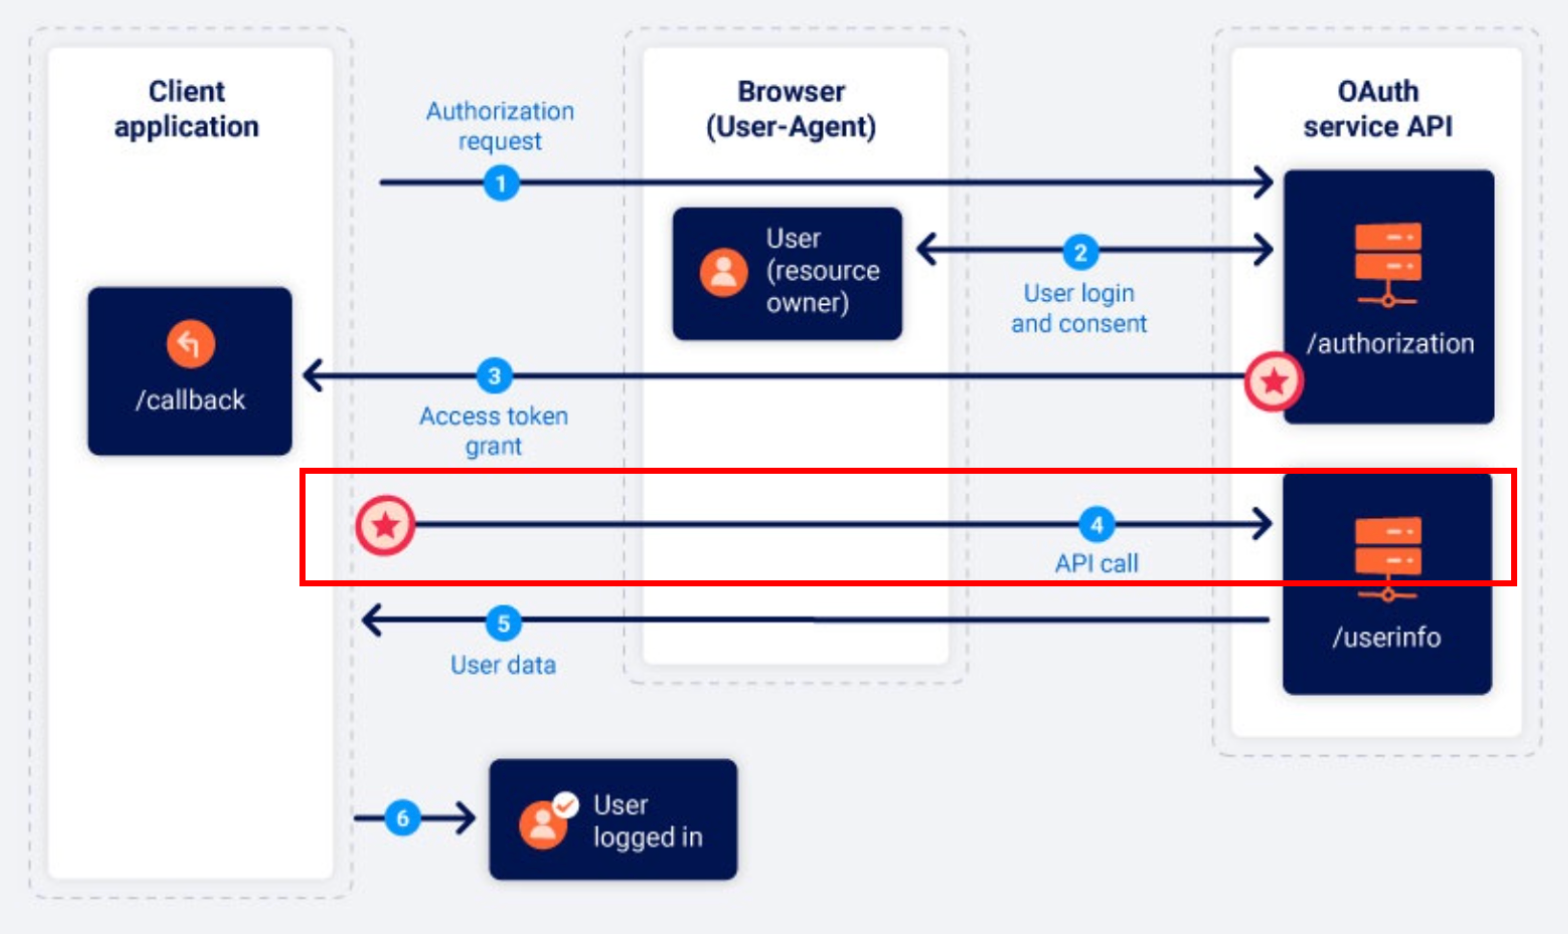 Client
application
Authorization
request
1
Browser
(User-Agent)
OAuth
service API
User
(resource
owner)
2
User login
and consent
/authorization
/callback
3
Access token
grant
4
API call
5
User data
/userinfo
6
User
logged in